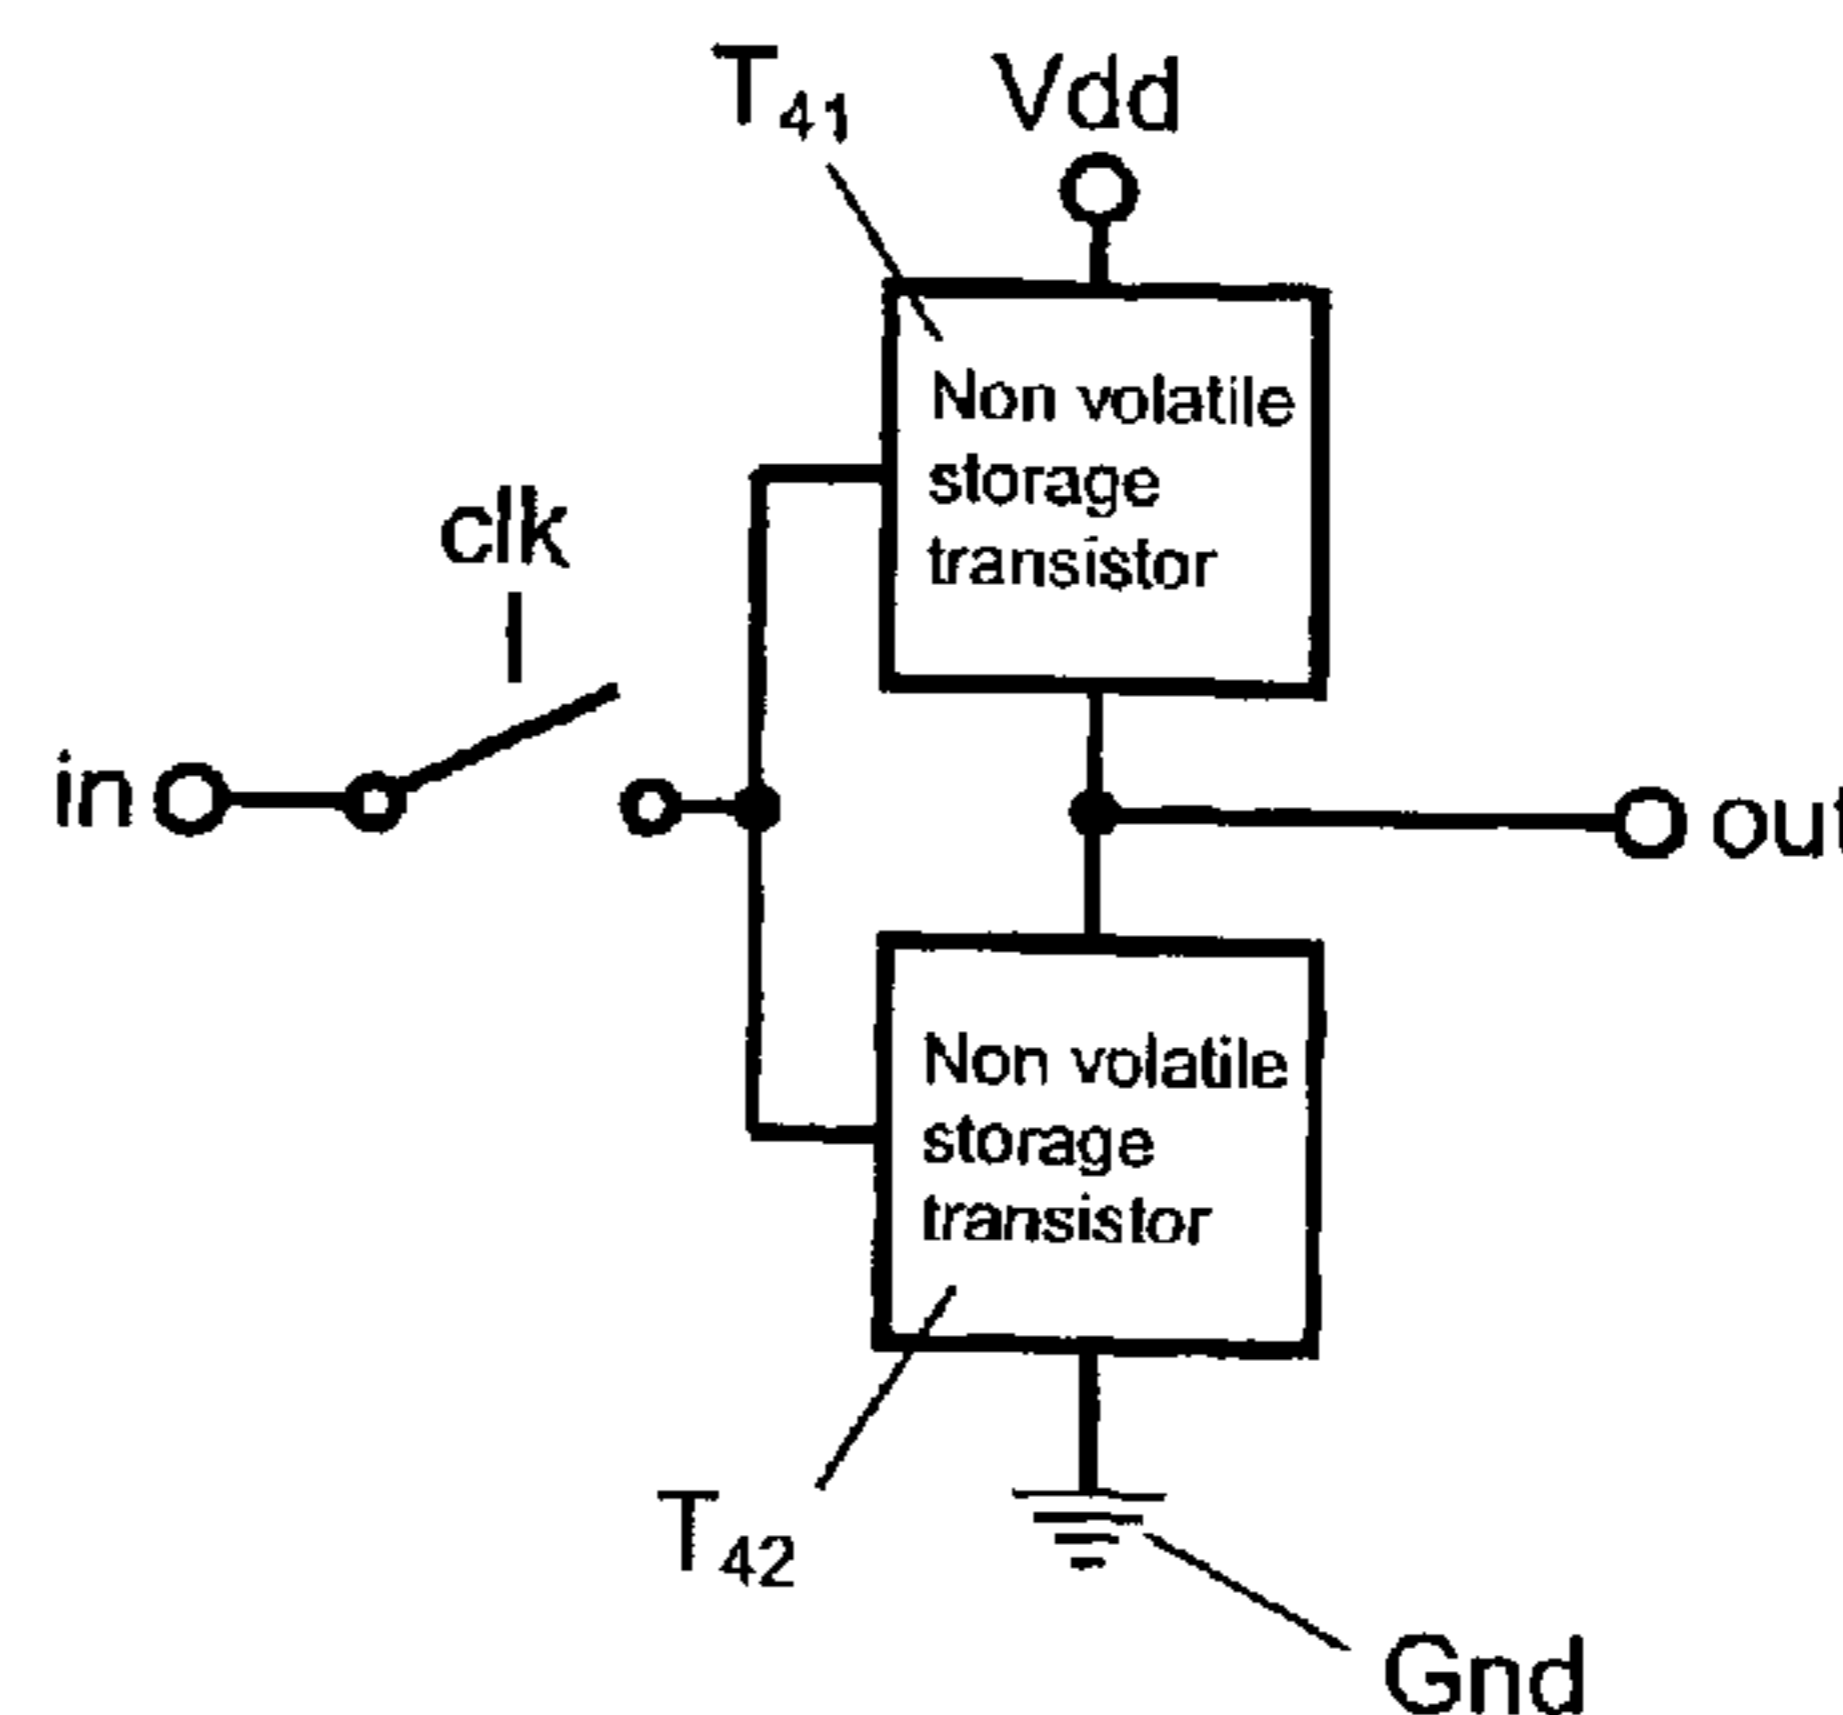 T41
Vdd
Non volatile
storage
transistor
clk
in
out
Non volatile
storage
transistor
T42
Gnd